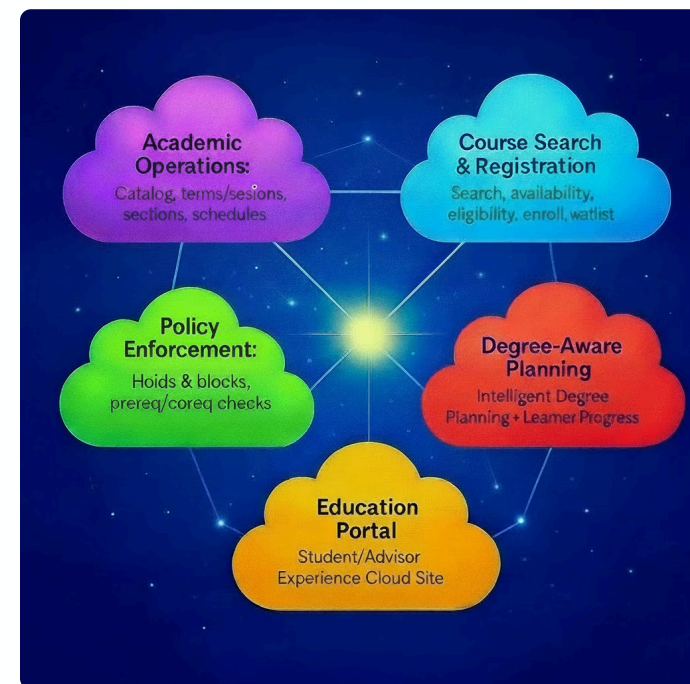 Academic
Operations:
Catalog, terms/sesions,
sections, schedules
Course Search
& Registration
Search, availability,
eligibility, enroll, watlist
Policy
Enforcement:
Hoids & blocks,
prereq/coreq checks
Degree-Aware
Planning
Intelligent Degree
Planning + Learner Progress
Education
Portal
Student/Advisor
Experience Cloud Site